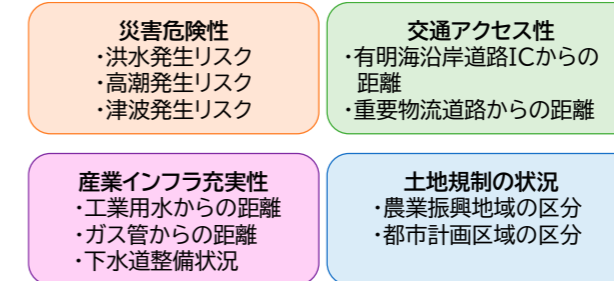 災害危険性
・洪水発生リスク
・高潮発生リスク
・津波発生リスク
交通アクセス性
・有明海沿岸道路ICからの
距離
・重要物流道路からの距離
産業インフラ充実性
・工業用水からの距離
・ガス管からの距離
・下水道整備状況
土地規制の状況
・農業振興地域の区分
・都市計画区域の区分